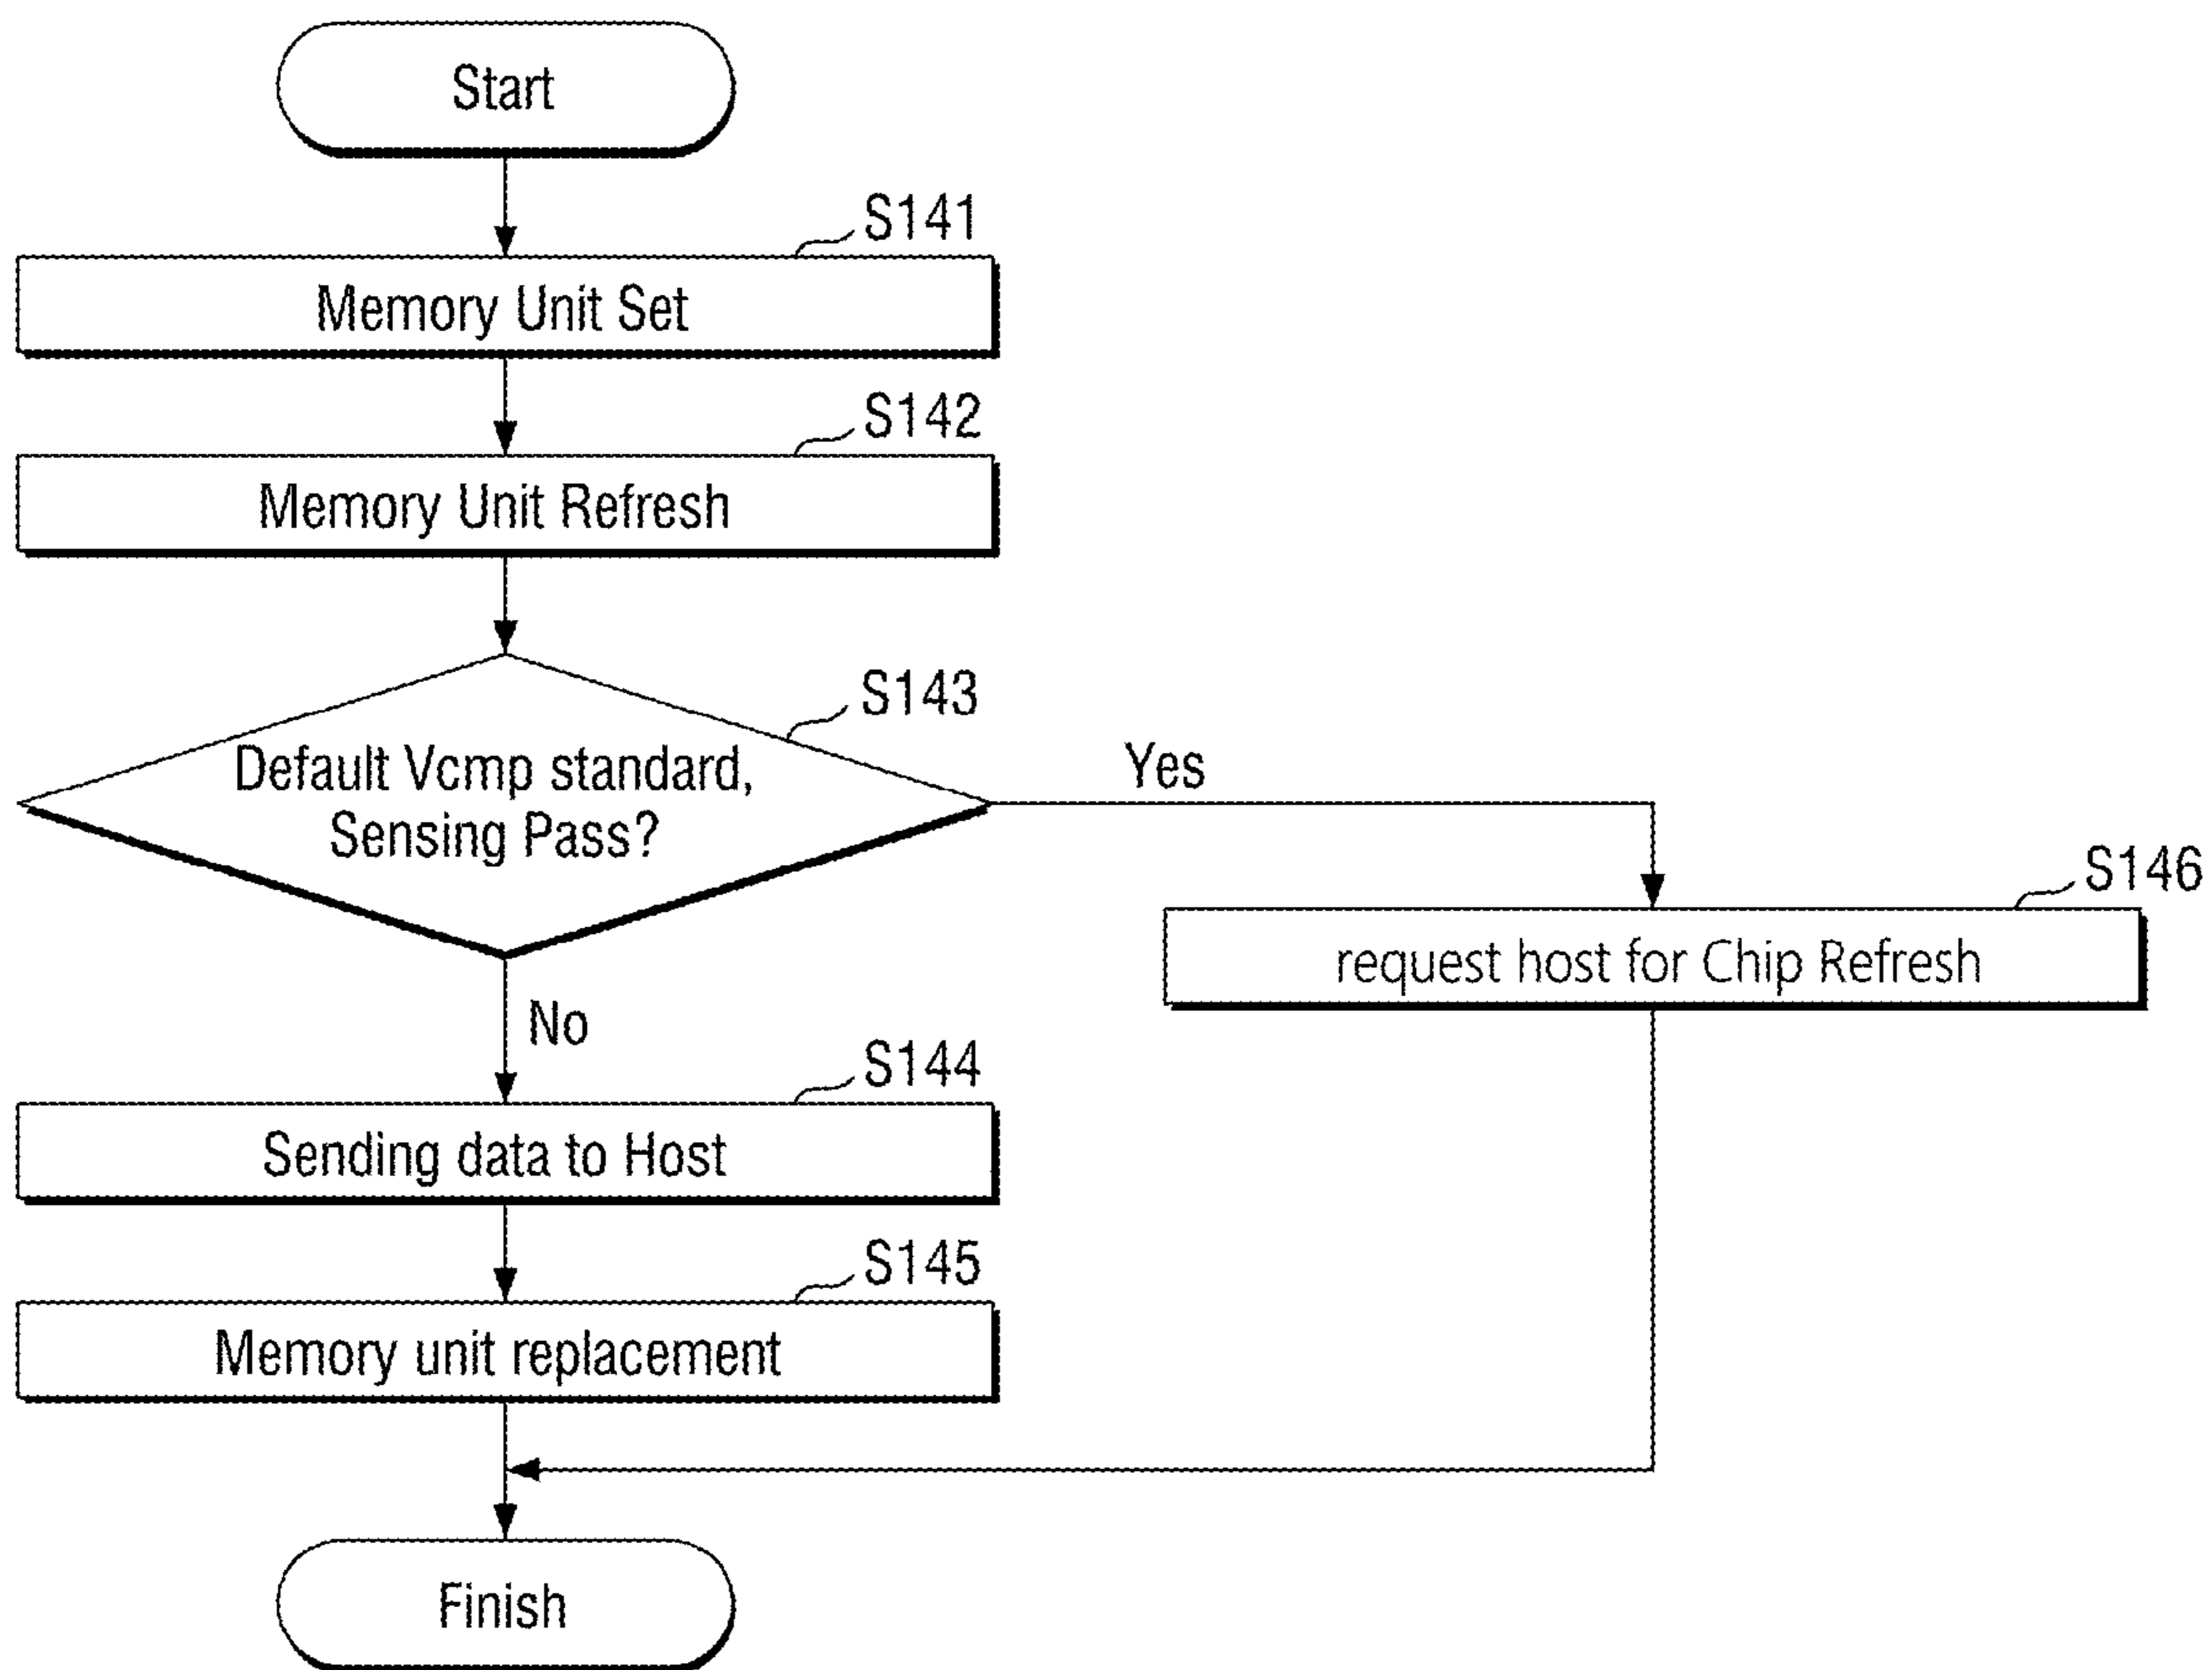 Start
S141
Memory Unit Set
S142
Memory Unit Refresh
S143
Default Vcmp standard,
Sensing Pass?
Yes
S146
request host for Chip Refresh
No
S144
Sending data to Host
S145
Memory unit replacement
Finish